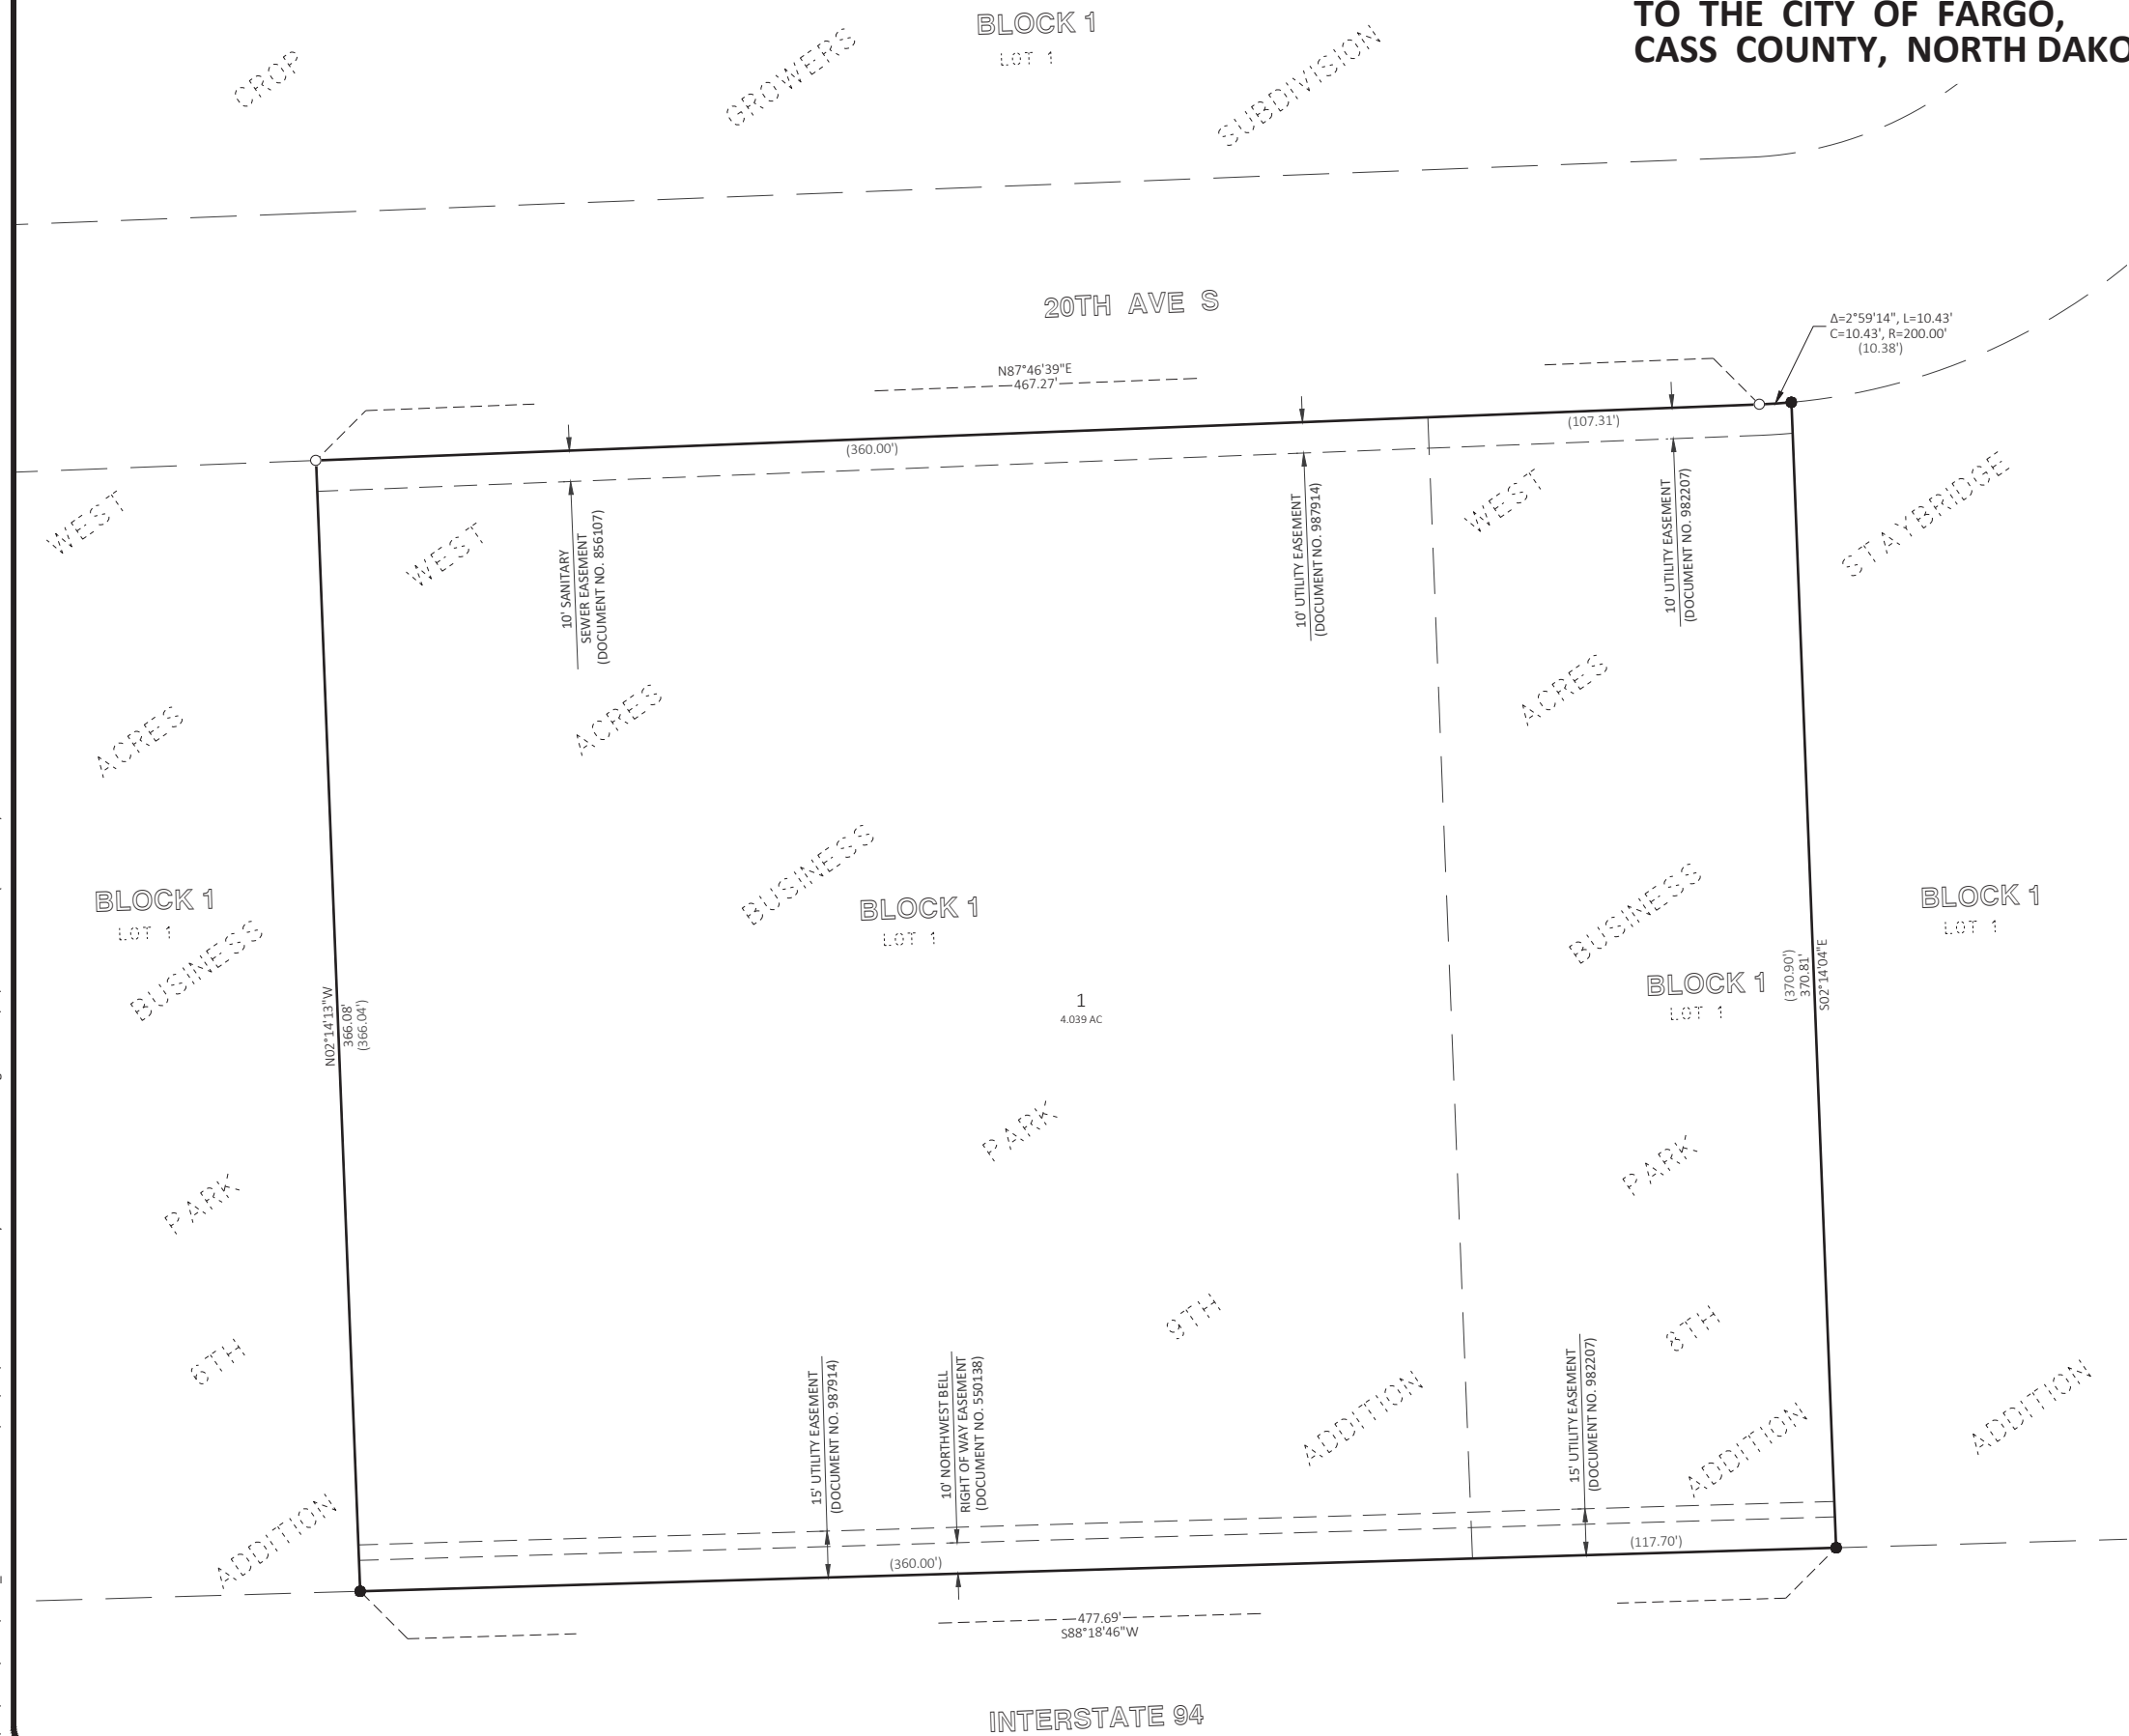 TO THE CITY OF FARGO,
CASS COUNTY, NORTH DAKO
BLOCK 1
LOT 1
CROP
GROWERS
SUBDIVISION
20TH AVE S
Δ=2°59'14", L=10.43'
C=10.43', R=200.00'
(10.38')
N87°46'39"E
467.27'
(360.00')
(107.31')
WEST
WEST
WEST
STAYBRIDGE
10' SANITARY
SEWER EASEMENT
(DOCUMENT NO. 856107)
10' UTILITY EASEMENT
(DOCUMENT NO. 987914)
10' UTILITY EASEMENT
(DOCUMENT NO. 982207)
ACRES
ACRES
ACRES
BUSINESS
BUSINESS
BUSINESS
BLOCK 1
LOT 1
BLOCK 1
LOT 1
BLOCK 1
LOT 1
BLOCK 1
LOT 1
N02°14'13"W
366.08'
(366.04')
1
4.039 AC
(370.90')
370.81'
S02°14'04"E
PARK
PARK
PARK
6TH
9TH
8TH
15' UTILITY EASEMENT
(DOCUMENT NO. 987914)
10' NORTHWEST BELL
RIGHT OF WAY EASEMENT
(DOCUMENT NO. 550138)
15' UTILITY EASEMENT
(DOCUMENT NO. 982207)
ADDITION
ADDITION
ADDITION
ADDITION
(360.00')
(117.70')
477.69'
S88°18'46"W
INTERSTATE 94